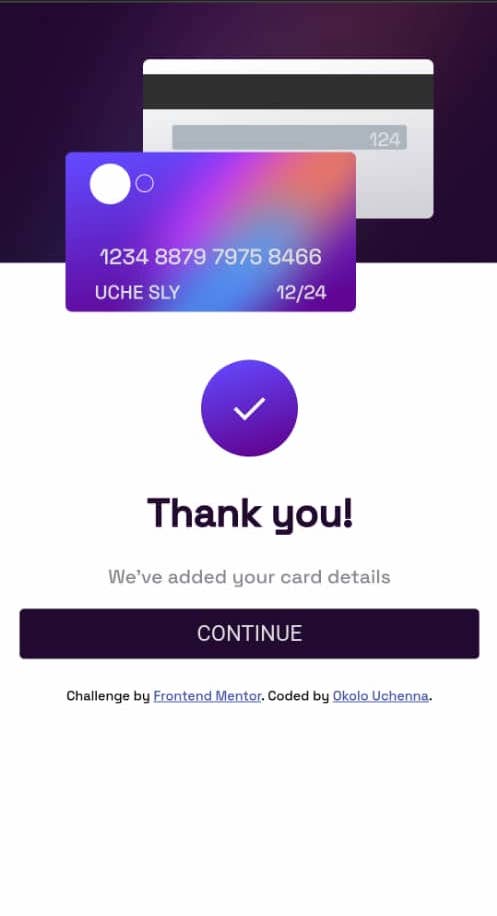 124
1234 8879 7975 8466
UCHE SLY 12/24
Thank you!
We've added your card details
CONTINUE
Challenge by Frontend Mentor. Coded by Okolo Uchenna.